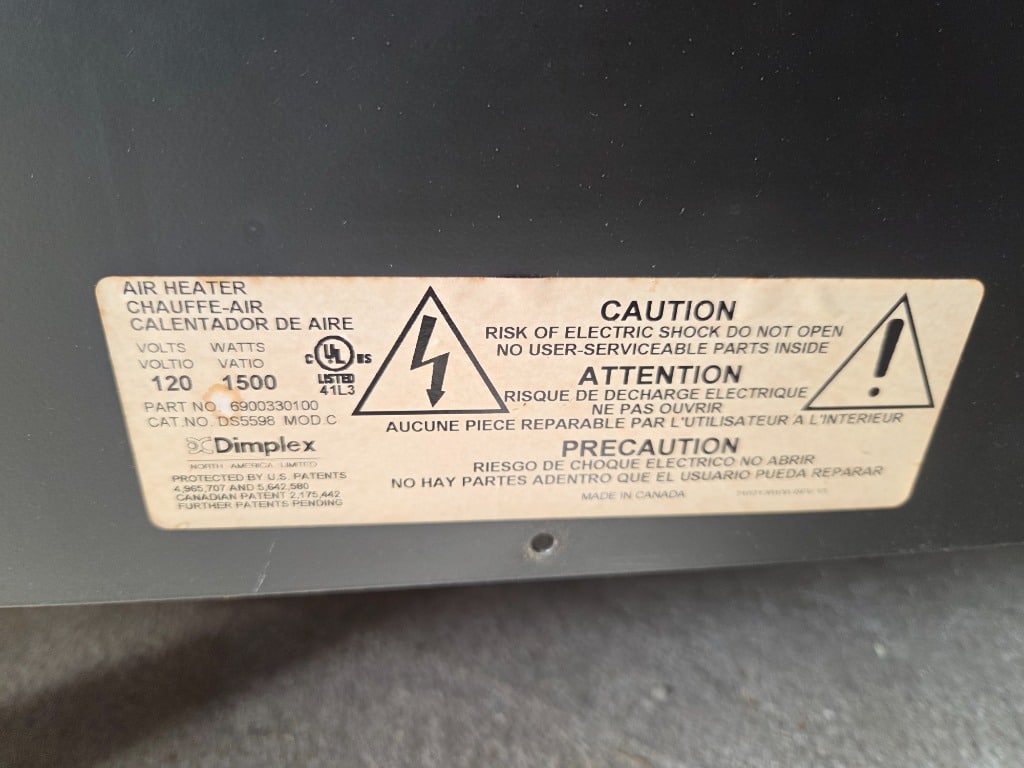 AIR HEATER
CHAUFFE-AIR
CALENTADOR DE AIRE
VOLTS WATTS
VOLTIO VATIO
120 1500
C UL US
LISTED
41L3
PART NO. 6900330100
CAT.NO. DS5598 MOD.C
Dimplex
NORTH AMERICA LIMITED
PROTECTED BY U.S. PATENTS
4,965,707 AND 5,642,580
CANADIAN PATENT 2,175,442
FURTHER PATENTS PENDING
CAUTION
RISK OF ELECTRIC SHOCK DO NOT OPEN
NO USER-SERVICEABLE PARTS INSIDE
ATTENTION
RISQUE DE DECHARGE ELECTRIQUE
NE PAS OUVRIR
AUCUNE PIECE REPARABLE PAR L'UTILISATEUR A L'INTERIEUR
PRECAUTION
RIESGO DE CHOQUE ELECTRICO NO ABRIR
NO HAY PARTES ADENTRO QUE EL USUARIO PUEDA REPARAR
MADE IN CANADA